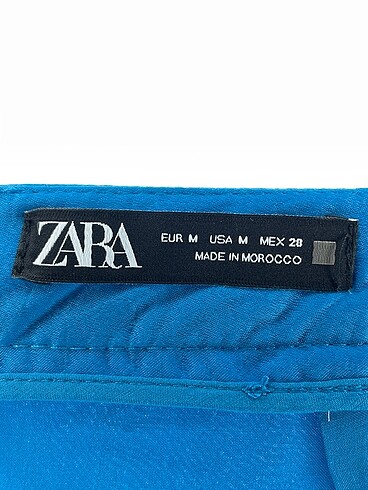 ZARA
EUR M USA M MEX 28
MADE IN MOROCCO